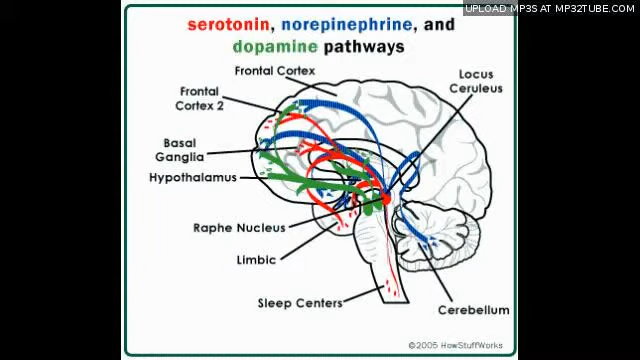 UPLOAD MP3S AT MP32TUBE.COM
serotonin, norepinephrine, and
dopamine pathways
Frontal Cortex
Locus
Ceruleus
Frontal
Cortex 2
Basal
Ganglia
Hypothalamus
Raphe Nucleus
Limbic
Sleep Centers
Cerebellum
©2005 HowStuffWorks